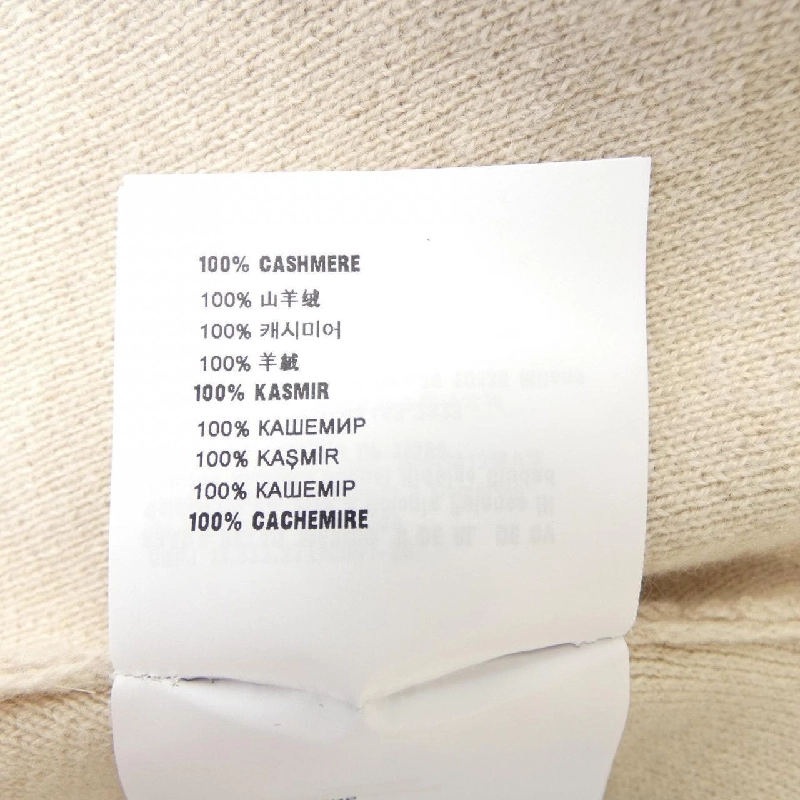 100% CASHMERE
100% 山羊绒
100% 캐시미어
100% 羊絨
100% KASMIR
100% КАШЕМИР
100% KAŞMİR
100% КАШЕМІР
100% CACHEMIRE